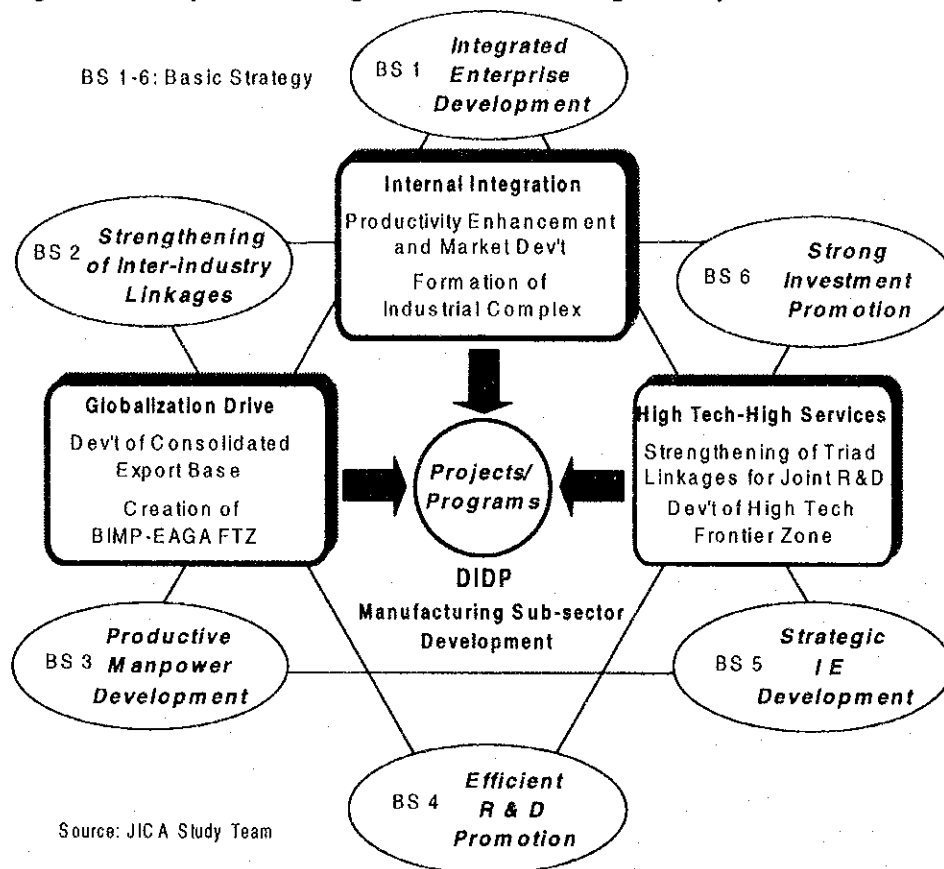 BS 1-6: Basic Strategy
BS 1
Integrated
Enterprise
Development
Internal Integration
Productivity Enhancement
and Market Dev't
Formation of
Industrial Complex
BS 2
Strengthening
of Inter-industry
Linkages
BS 6
Strong
Investment
Promotion
Globalization Drive
Dev't of Consolidated
Export Base
Creation of
BIMP-EAGA FTZ
Projects/
Programs
High Tech-High Services
Strengthening of Triad
Linkages for Joint R&D
Dev't of High Tech
Frontier Zone
DIDP
Manufacturing Sub-sector
Development
BS 3
Productive
Manpower
Development
BS 5
Strategic
IE
Development
BS 4
Efficient
R & D
Promotion
Source: JICA Study Team